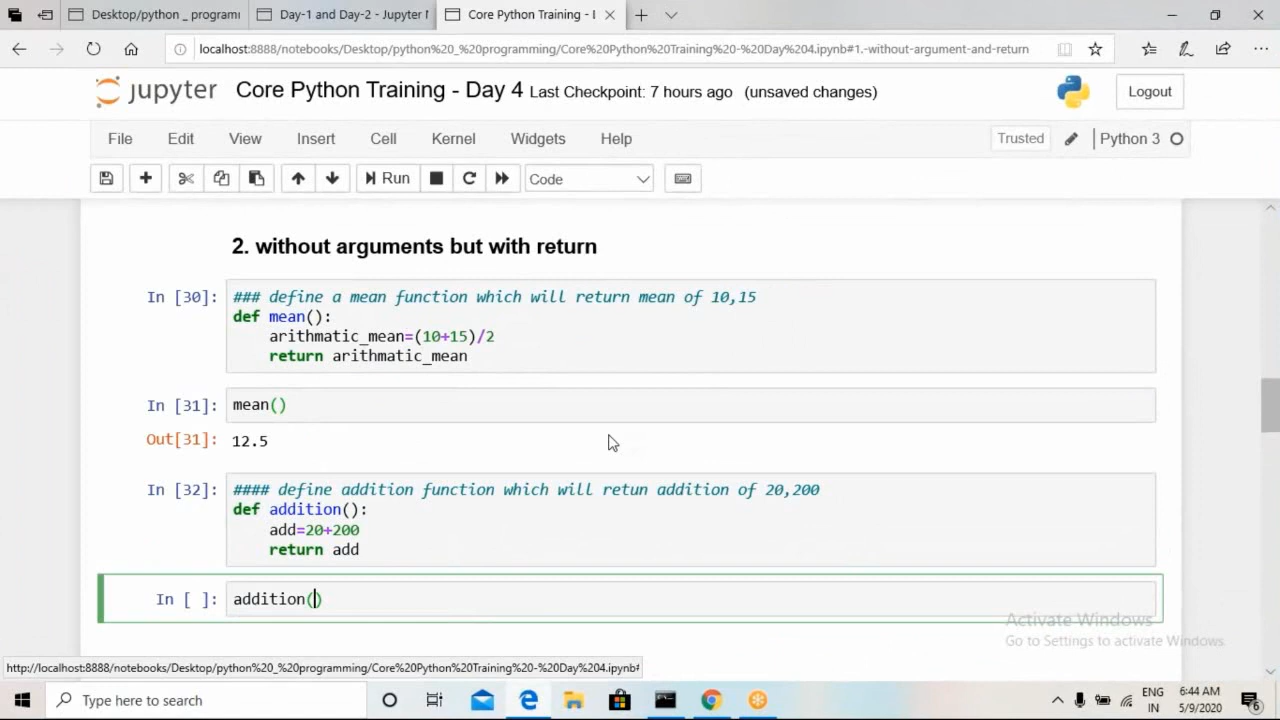 Desktop/python _ programi
Day-1 and Day-2 - Jupyter N
Core Python Training - D
localhost:8888/notebooks/Desktop/python%20_%20programming/Core%20Python%20Training%20-%20Day%204.ipynb#1.-without-argument-and-return
jupyter Core Python Training - Day 4 Last Checkpoint: 7 hours ago (unsaved changes)
Logout
File Edit View Insert Cell Kernel Widgets Help
Trusted Python 3
Run Code
2. without arguments but with return
In [30]: ### define a mean function which will return mean of 10,15
def mean():
arithmatic_mean=(10+15)/2
return arithmatic_mean
In [31]: mean()
Out[31]: 12.5
In [32]: #### define addition function which will retun addition of 20,200
def addition():
add=20+200
return add
In [ ]: addition()
Activate Windows
Go to Settings to activate Windows.
http://localhost:8888/notebooks/Desktop/python%20_%20programming/Core%20Python%20Training%20-%20Day%204.ipynb#
Type here to search
ENG
IN
6:44 AM
5/9/2020
6